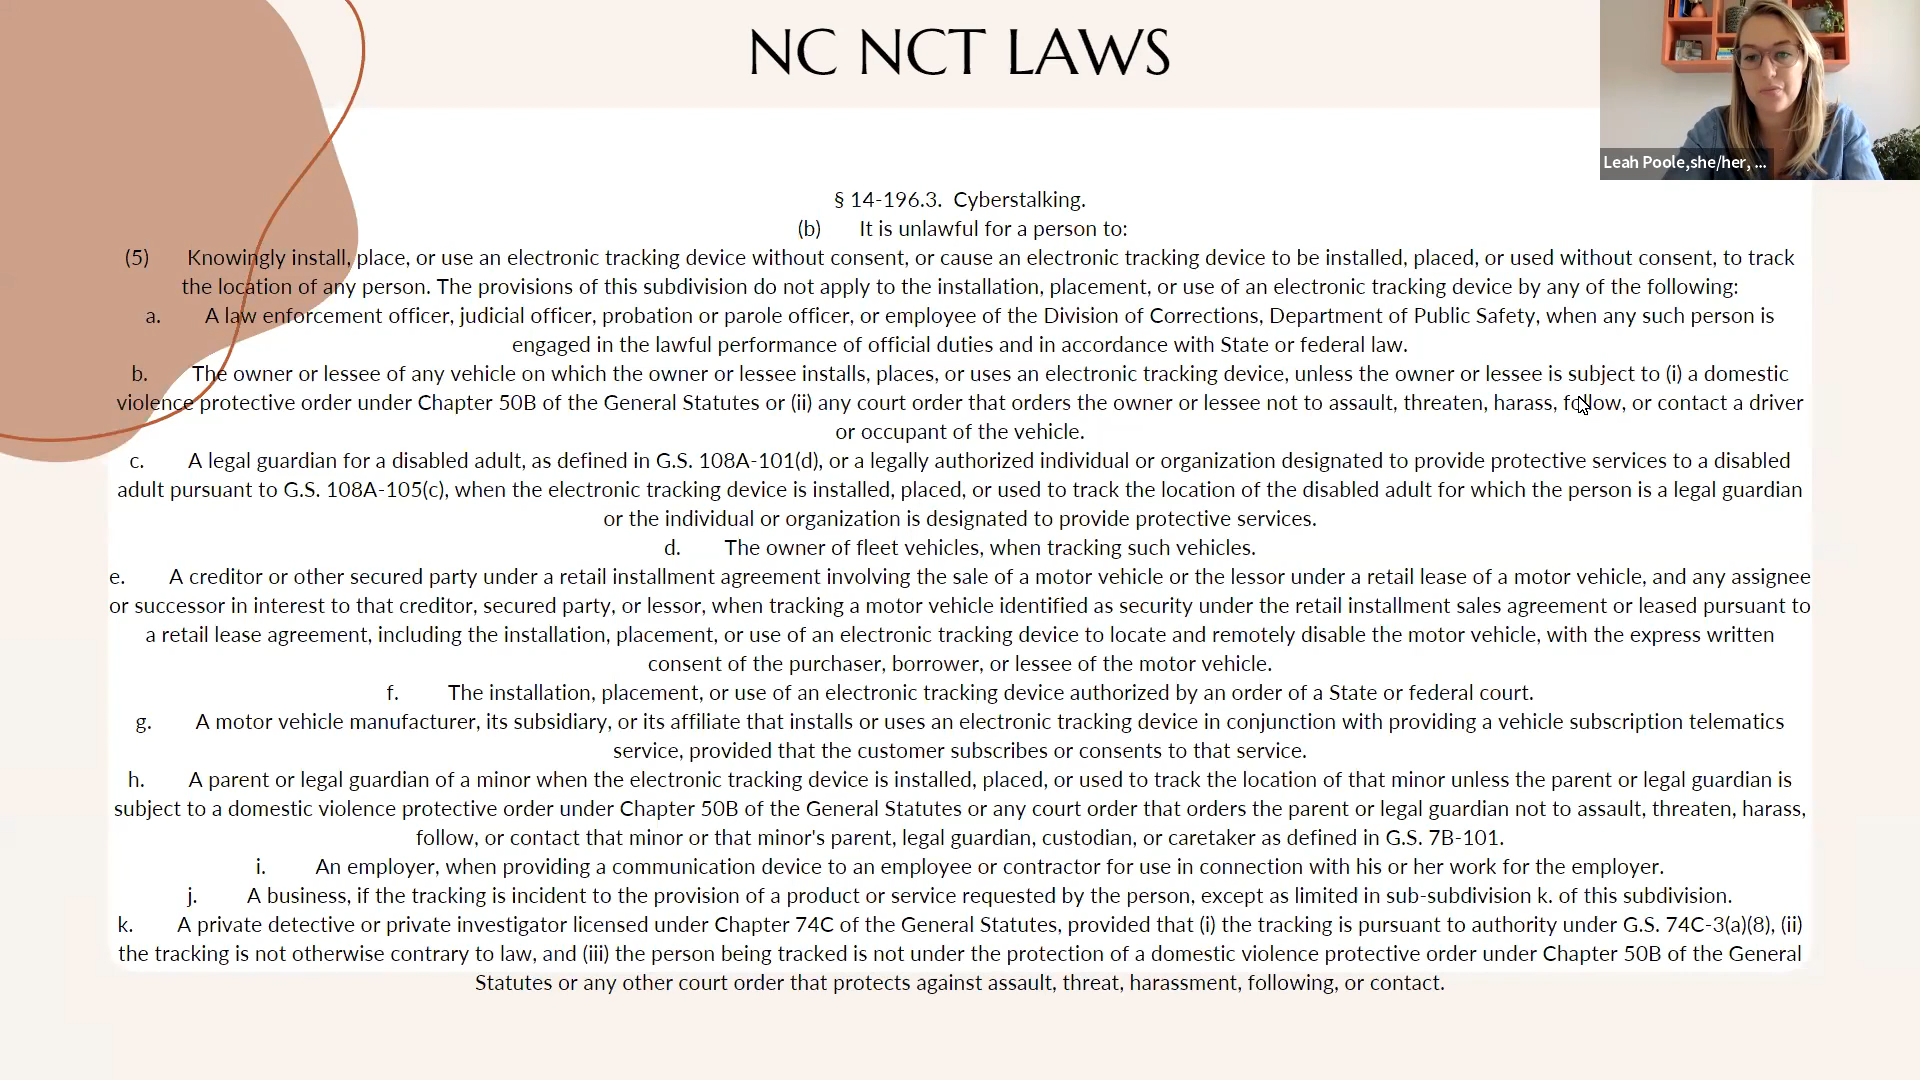 NC NCT LAWS
Leah Poole,she/her, ...
§ 14-196.3. Cyberstalking.
(b) It is unlawful for a person to:
(5) Knowingly install, place, or use an electronic tracking device without consent, or cause an electronic tracking device to be installed, placed, or used without consent, to track
the location of any person. The provisions of this subdivision do not apply to the installation, placement, or use of an electronic tracking device by any of the following:
a. A law enforcement officer, judicial officer, probation or parole officer, or employee of the Division of Corrections, Department of Public Safety, when any such person is
engaged in the lawful performance of official duties and in accordance with State or federal law.
b. The owner or lessee of any vehicle on which the owner or lessee installs, places, or uses an electronic tracking device, unless the owner or lessee is subject to (i) a domestic
violence protective order under Chapter 50B of the General Statutes or (ii) any court order that orders the owner or lessee not to assault, threaten, harass, follow, or contact a driver
or occupant of the vehicle.
c. A legal guardian for a disabled adult, as defined in G.S. 108A-101(d), or a legally authorized individual or organization designated to provide protective services to a disabled
adult pursuant to G.S. 108A-105(c), when the electronic tracking device is installed, placed, or used to track the location of the disabled adult for which the person is a legal guardian
or the individual or organization is designated to provide protective services.
d. The owner of fleet vehicles, when tracking such vehicles.
e. A creditor or other secured party under a retail installment agreement involving the sale of a motor vehicle or the lessor under a retail lease of a motor vehicle, and any assignee
or successor in interest to that creditor, secured party, or lessor, when tracking a motor vehicle identified as security under the retail installment sales agreement or leased pursuant to
a retail lease agreement, including the installation, placement, or use of an electronic tracking device to locate and remotely disable the motor vehicle, with the express written
consent of the purchaser, borrower, or lessee of the motor vehicle.
f. The installation, placement, or use of an electronic tracking device authorized by an order of a State or federal court.
g. A motor vehicle manufacturer, its subsidiary, or its affiliate that installs or uses an electronic tracking device in conjunction with providing a vehicle subscription telematics
service, provided that the customer subscribes or consents to that service.
h. A parent or legal guardian of a minor when the electronic tracking device is installed, placed, or used to track the location of that minor unless the parent or legal guardian is
subject to a domestic violence protective order under Chapter 50B of the General Statutes or any court order that orders the parent or legal guardian not to assault, threaten, harass,
follow, or contact that minor or that minor's parent, legal guardian, custodian, or caretaker as defined in G.S. 7B-101.
i. An employer, when providing a communication device to an employee or contractor for use in connection with his or her work for the employer.
j. A business, if the tracking is incident to the provision of a product or service requested by the person, except as limited in sub-subdivision k. of this subdivision.
k. A private detective or private investigator licensed under Chapter 74C of the General Statutes, provided that (i) the tracking is pursuant to authority under G.S. 74C-3(a)(8), (ii)
the tracking is not otherwise contrary to law, and (iii) the person being tracked is not under the protection of a domestic violence protective order under Chapter 50B of the General
Statutes or any other court order that protects against assault, threat, harassment, following, or contact.